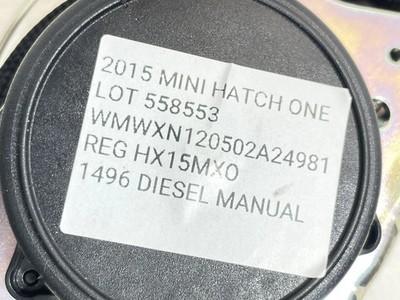 2015 MINI HATCH ONE
LOT 558553
WMWXN120502A24981
REG HX15MXO
1496 DIESEL MANUAL